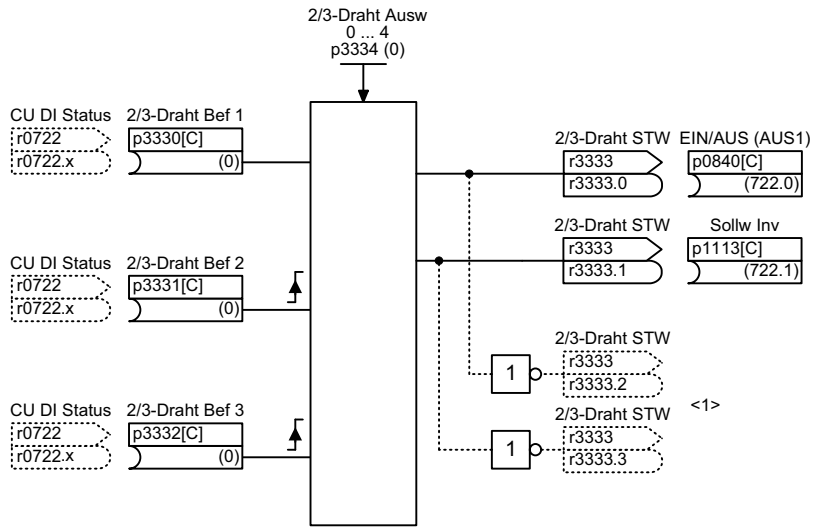 2/3-Draht Ausw
0 ... 4
p3334 (0)
CU DI Status 2/3-Draht Bef 1
r0722 p3330[C]
r0722.x (0)
2/3-Draht STW EIN/AUS (AUS1)
r3333 p0840[C]
r3333.0 (722.0)
2/3-Draht STW Sollw Inv
r3333 p1113[C]
r3333.1 (722.1)
CU DI Status 2/3-Draht Bef 2
r0722 p3331[C]
r0722.x (0)
2/3-Draht STW
1 r3333
r3333.2
<1>
CU DI Status 2/3-Draht Bef 3
r0722 p3332[C]
r0722.x (0)
2/3-Draht STW
1 r3333
r3333.3